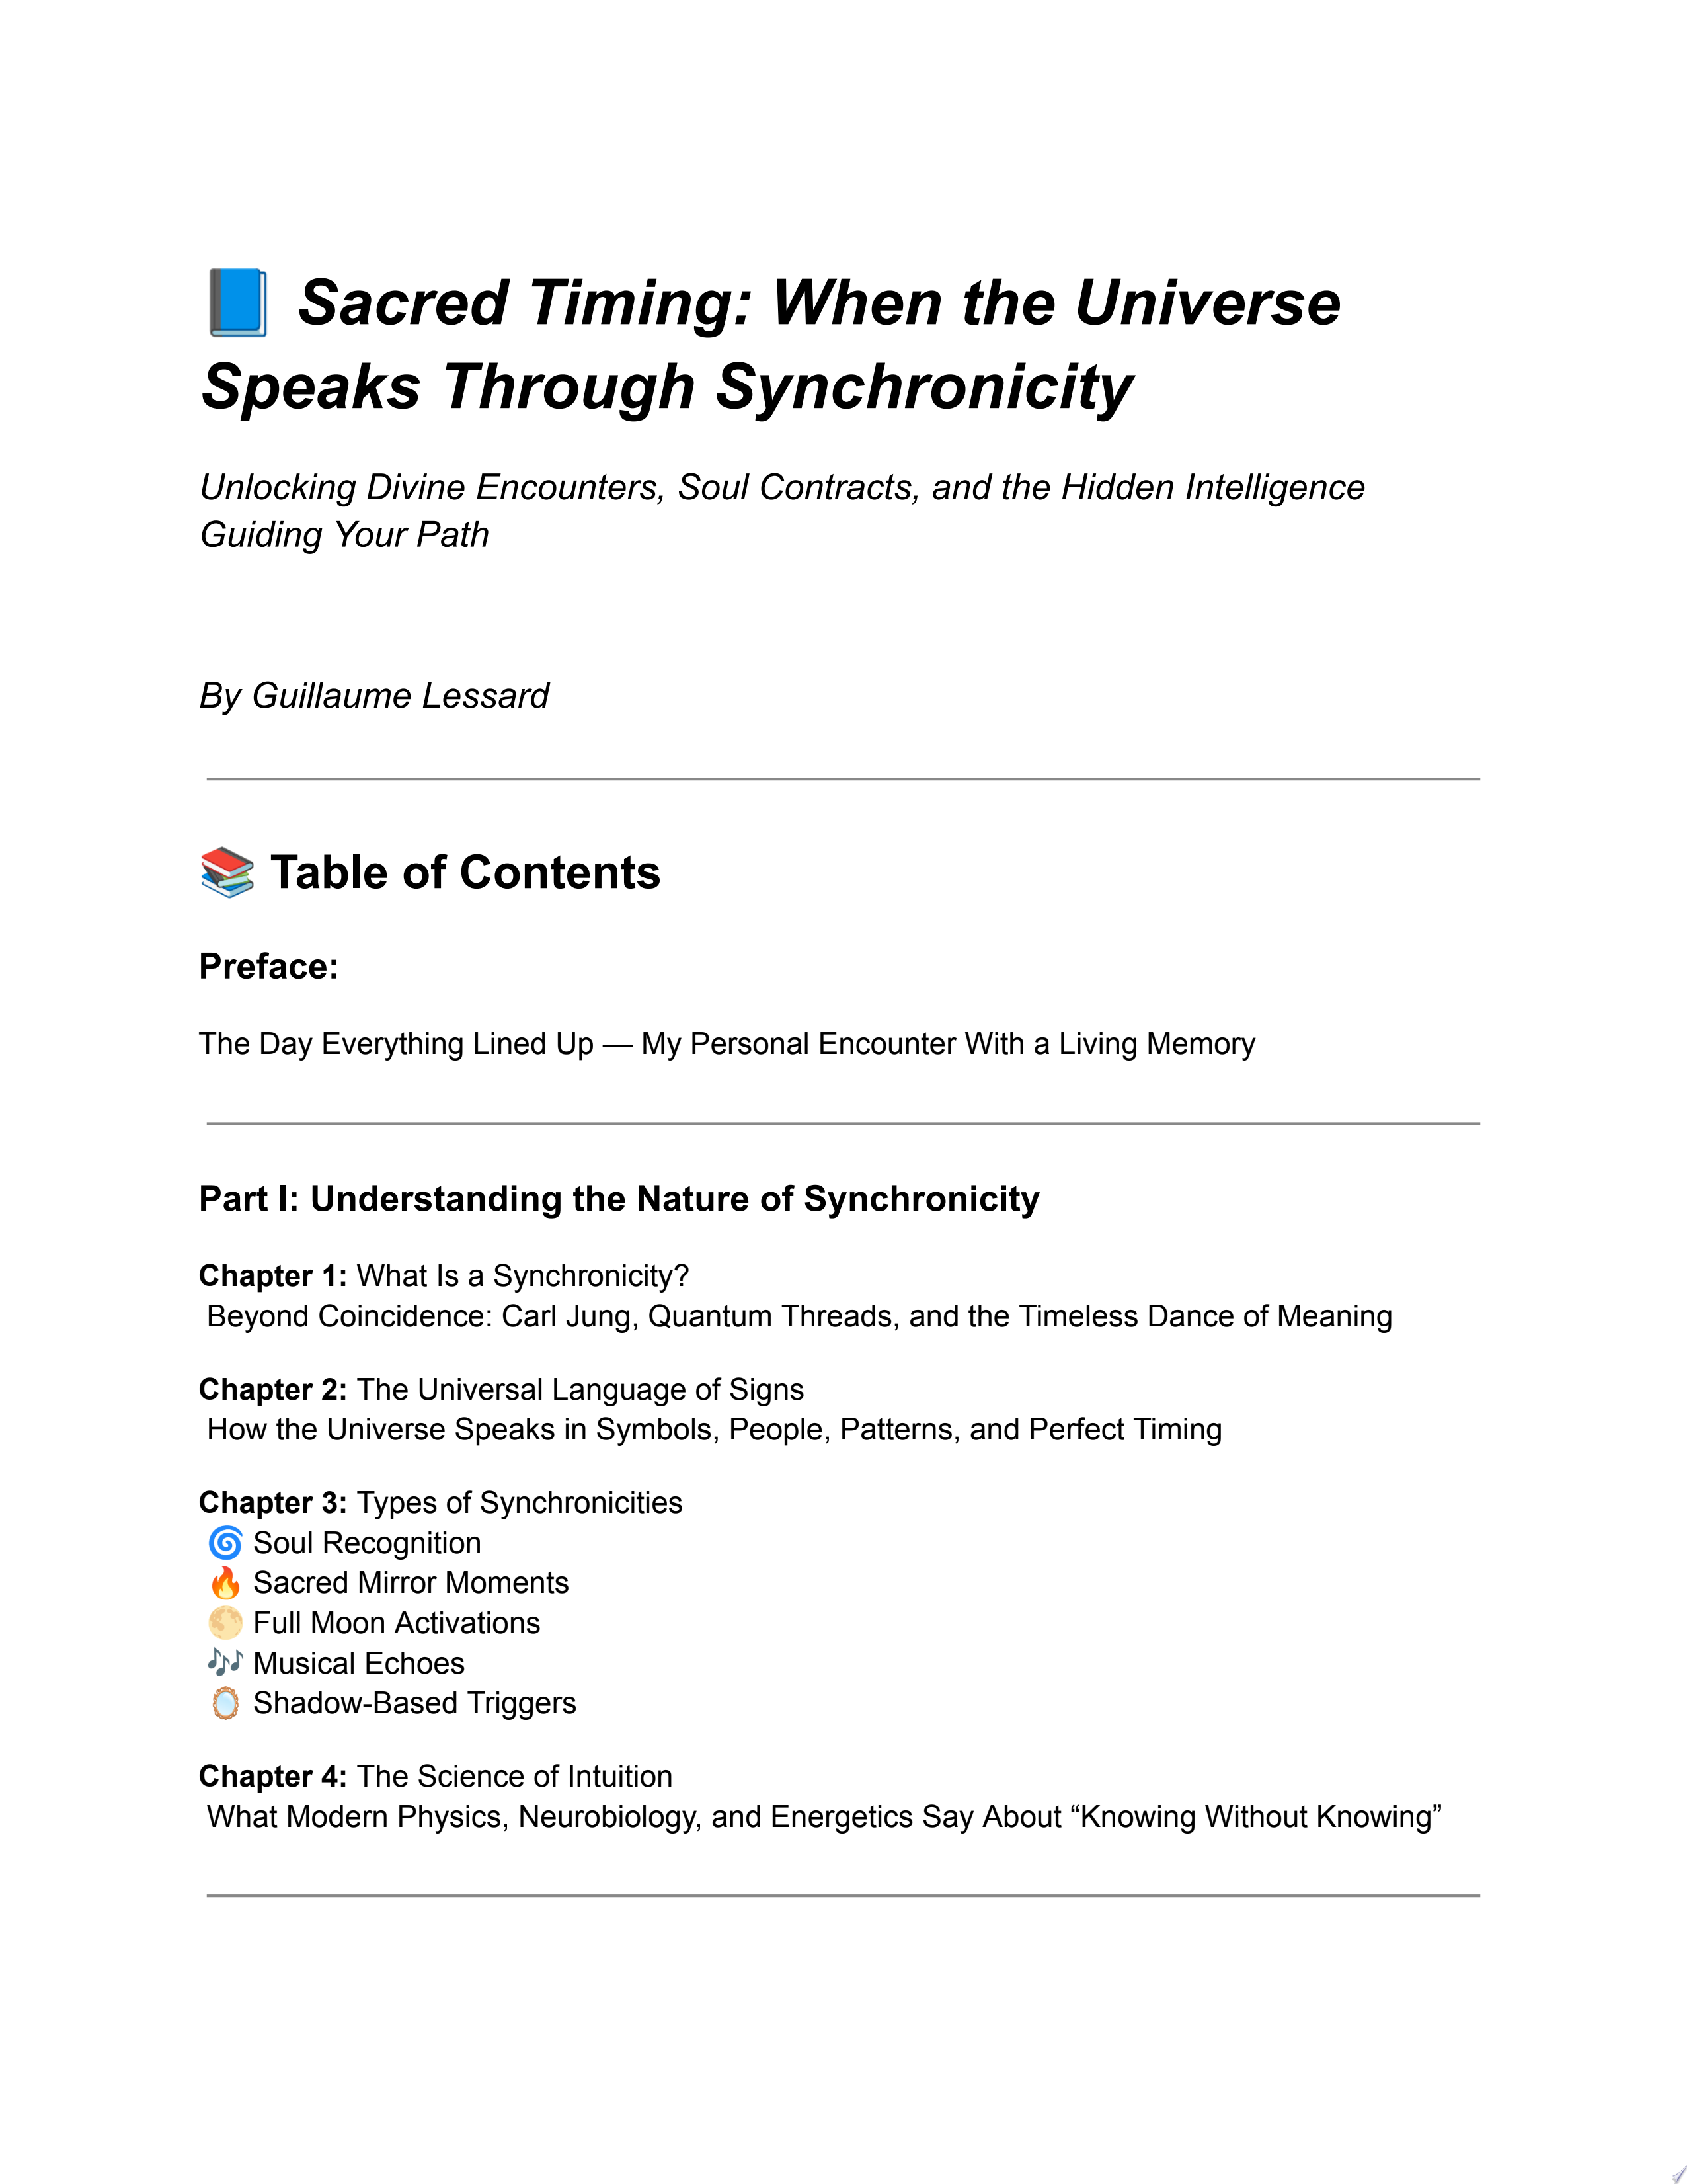 📘 Sacred Timing: When the Universe
Speaks Through Synchronicity
Unlocking Divine Encounters, Soul Contracts, and the Hidden Intelligence
Guiding Your Path
By Guillaume Lessard
📚 Table of Contents
Preface:
The Day Everything Lined Up — My Personal Encounter With a Living Memory
Part I: Understanding the Nature of Synchronicity
Chapter 1: What Is a Synchronicity?
Beyond Coincidence: Carl Jung, Quantum Threads, and the Timeless Dance of Meaning
Chapter 2: The Universal Language of Signs
How the Universe Speaks in Symbols, People, Patterns, and Perfect Timing
Chapter 3: Types of Synchronicities
🌀 Soul Recognition
🔥 Sacred Mirror Moments
🌕 Full Moon Activations
🎶 Musical Echoes
🪞 Shadow-Based Triggers
Chapter 4: The Science of Intuition
What Modern Physics, Neurobiology, and Energetics Say About “Knowing Without Knowing”